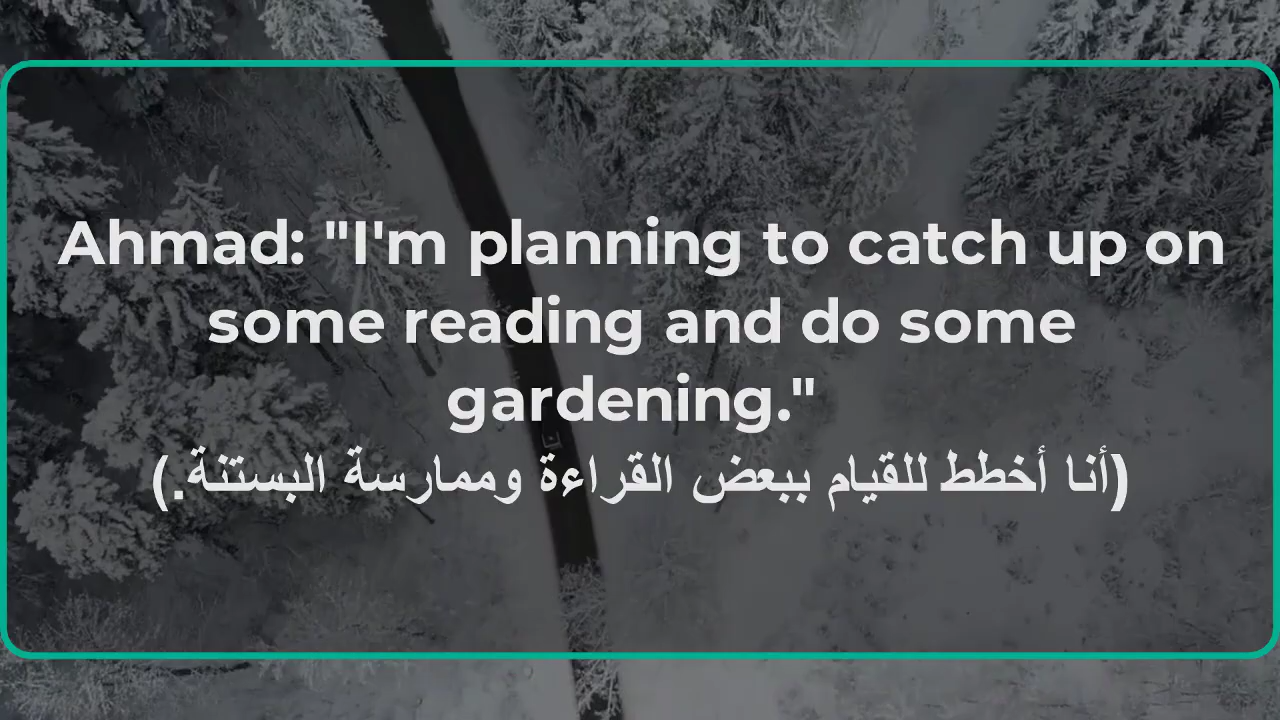 Ahmad: "I'm planning to catch up on
some reading and do some
gardening."
(أنا أخطط للقيام ببعض القراءة وممارسة البستنة.)